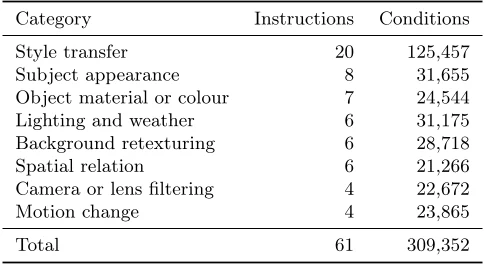 Category Instructions Conditions
Style transfer 20 125,457
Subject appearance 8 31,655
Object material or colour 7 24,544
Lighting and weather 6 31,175
Background retexturing 6 28,718
Spatial relation 6 21,266
Camera or lens filtering 4 22,672
Motion change 4 23,865
Total 61 309,352